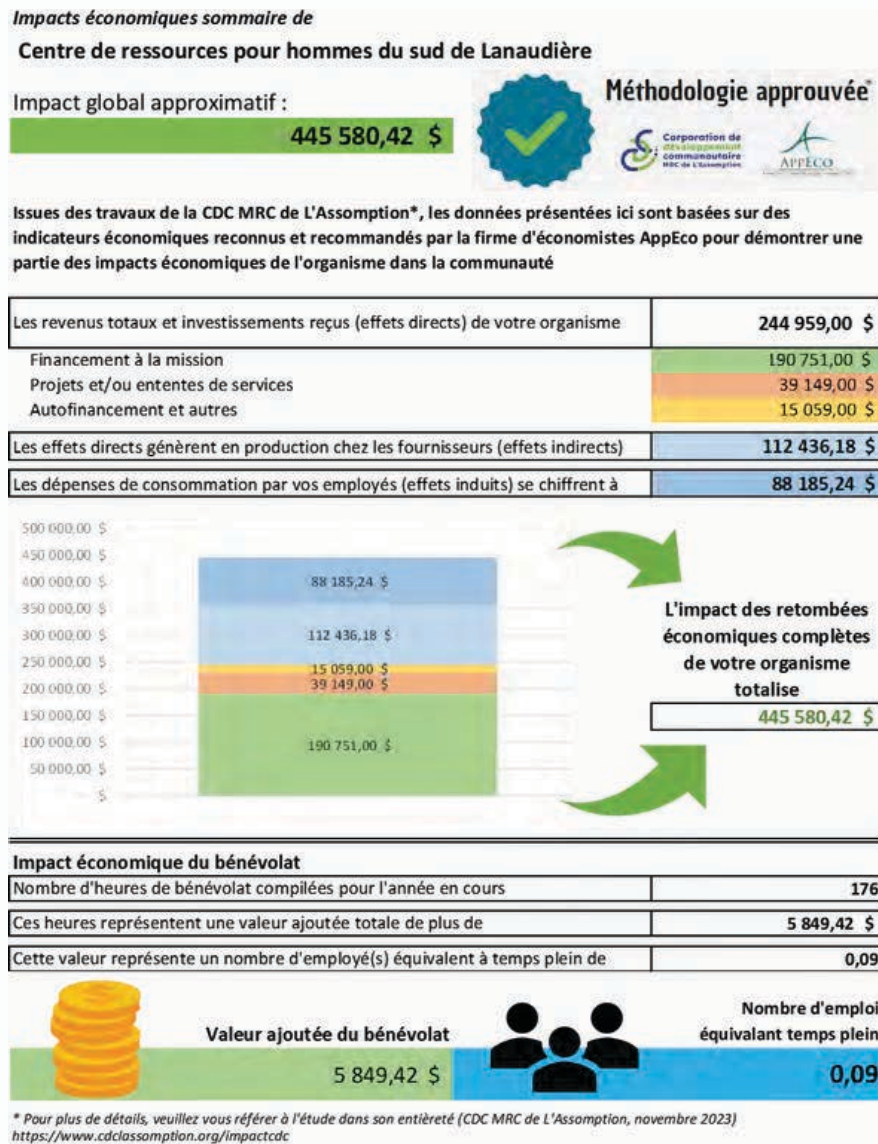 Impacts économiques sommaire de
Centre de ressources pour hommes du sud de Lanaudière
Impact global approximatif :
445 580,42 $
Méthodologie approuvée*
Corporation de
développement
communautaire
MRC de L'Assomption
APPECO
Issues des travaux de la CDC MRC de L'Assomption*, les données présentées ici sont basées sur des
indicateurs économiques reconnus et recommandés par la firme d'économistes AppEco pour démontrer une
partie des impacts économiques de l'organisme dans la communauté
Les revenus totaux et investissements reçus (effets directs) de votre organisme 244 959,00 $
Financement à la mission 190 751,00 $
Projets et/ou ententes de services 39 149,00 $
Autofinancement et autres 15 059,00 $
Les effets directs génèrent en production chez les fournisseurs (effets indirects) 112 436,18 $
Les dépenses de consommation par vos employés (effets induits) se chiffrent à 88 185,24 $
500 000,00 $
450 000,00 $
400 000,00 $
350 000,00 $
300 000,00 $
250 000,00 $
200 000,00 $
150 000,00 $
100 000,00 $
50 000,00 $
$
88 185,24 $
112 436,18 $
15 059,00 $
39 149,00 $
190 751,00 $
L'impact des retombées
économiques complètes
de votre organisme
totalise
445 580,42 $
Impact économique du bénévolat
Nombre d'heures de bénévolat compilées pour l'année en cours 176
Ces heures représentent une valeur ajoutée totale de plus de 5 849,42 $
Cette valeur représente un nombre d'employé(s) équivalent à temps plein de 0,09
Valeur ajoutée du bénévolat
5 849,42 $
Nombre d'emploi
équivalant temps plein
0,09
* Pour plus de détails, veuillez vous référer à l'étude dans son entièreté (CDC MRC de L'Assomption, novembre 2023)
https://www.cdclassomption.org/impactcdc